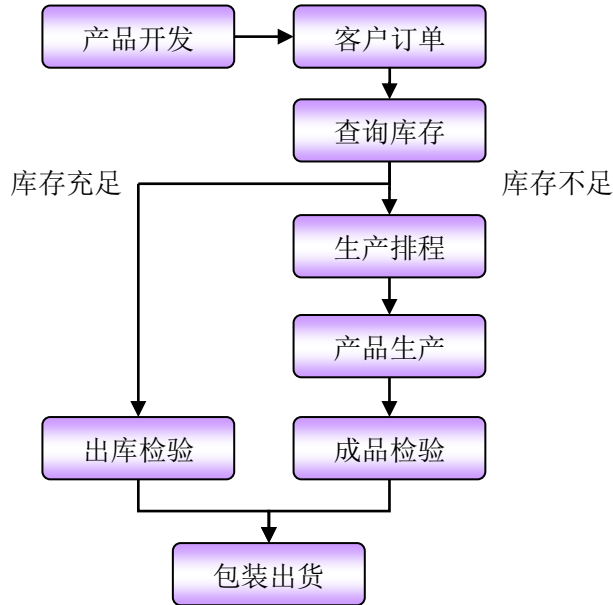 产品开发
客户订单
查询库存
库存充足
库存不足
生产排程
产品生产
出库检验
成品检验
包装出货